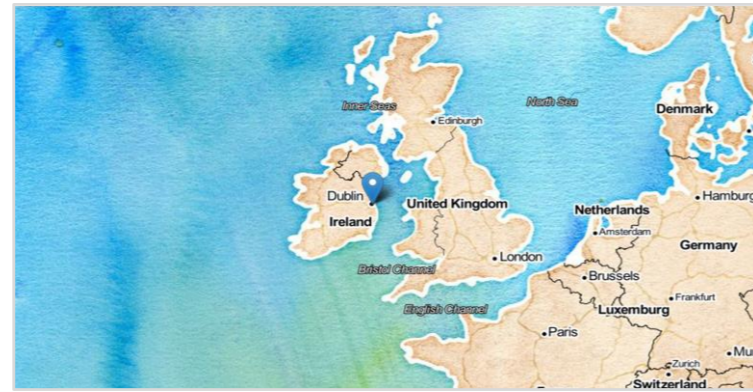 Inner Seas
North Sea
Denmark
Edinburgh
Dublin
Ireland
United Kingdom
Netherlands
Amsterdam
Hamburg
Germany
London
Bristol Channel
Brussels
English Channel
Luxemburg
Frankfurt
Paris
Zurich
Mu
Switzerland